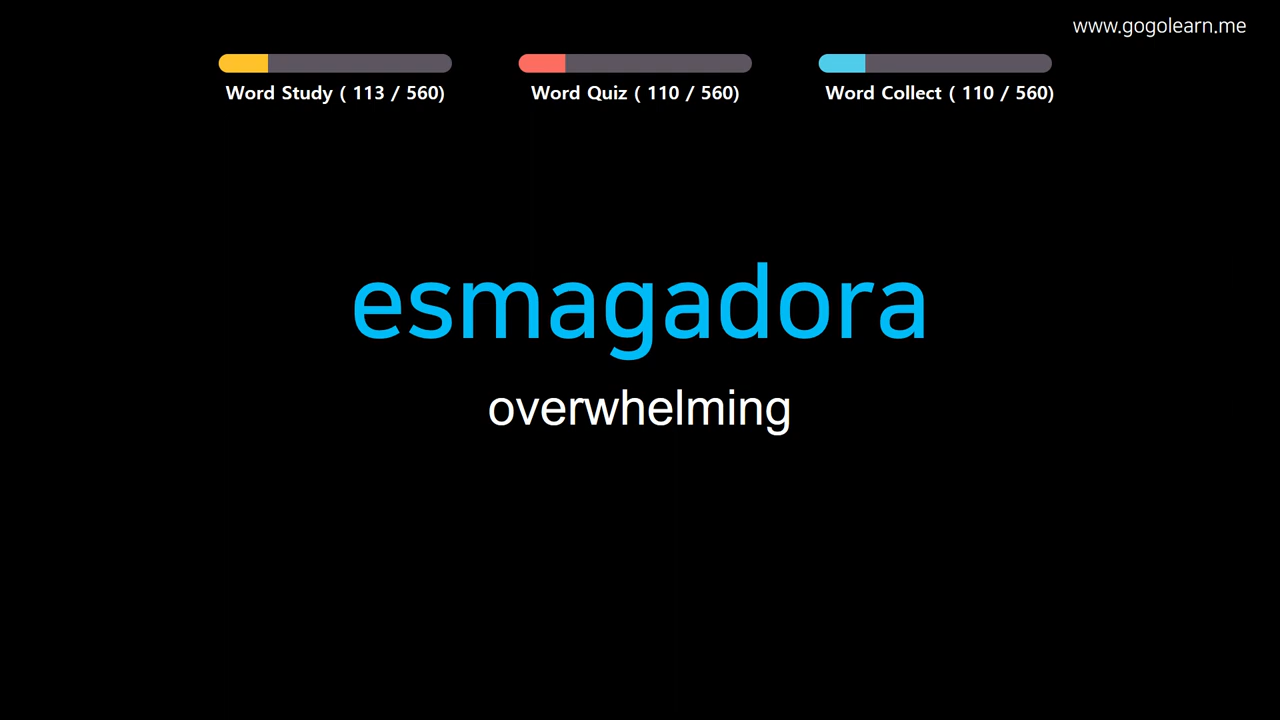 www.gogolearn.me
Word Study ( 113 / 560)
Word Quiz ( 110 / 560)
Word Collect ( 110 / 560)
esmagadora
overwhelming